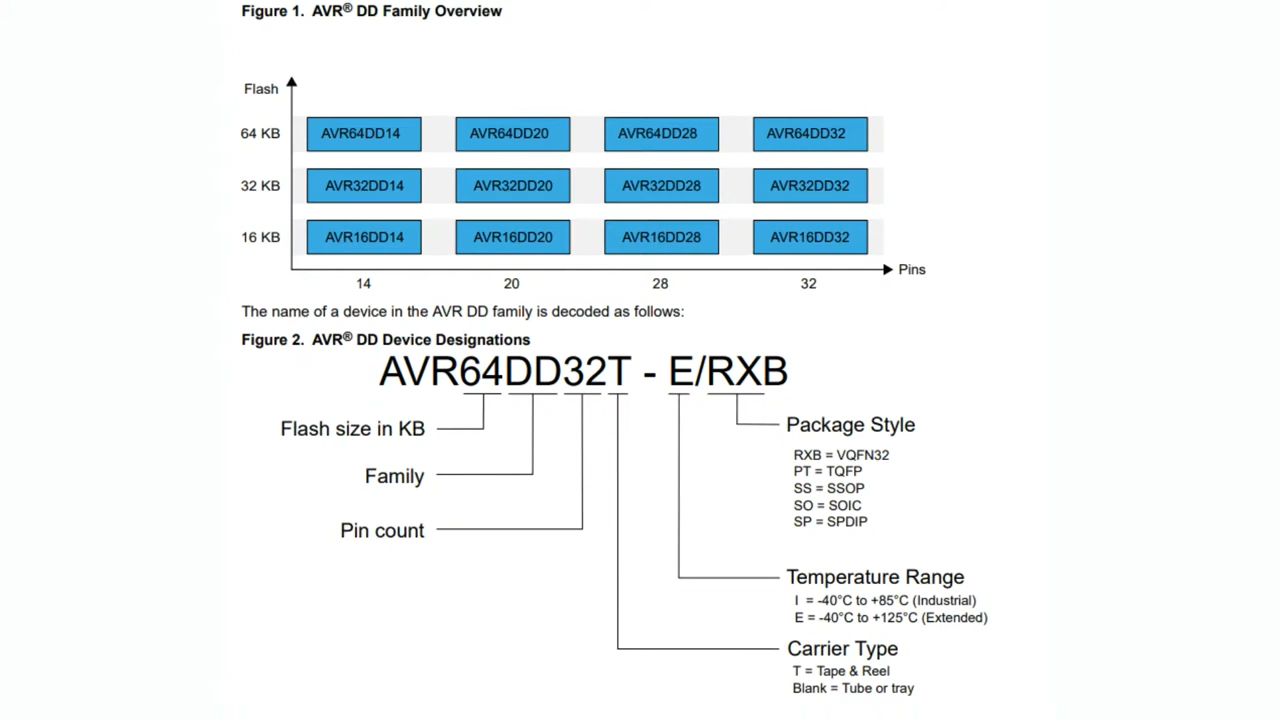 Figure 1. AVR® DD Family Overview
Flash
64 KB AVR64DD14 AVR64DD20 AVR64DD28 AVR64DD32
32 KB AVR32DD14 AVR32DD20 AVR32DD28 AVR32DD32
16 KB AVR16DD14 AVR16DD20 AVR16DD28 AVR16DD32
Pins
14 20 28 32
The name of a device in the AVR DD family is decoded as follows:
Figure 2. AVR® DD Device Designations
AVR64DD32T - E/RXB
Flash size in KB
Family
Pin count
Package Style
RXB = VQFN32
PT = TQFP
SS = SSOP
SO = SOIC
SP = SPDIP
Temperature Range
I = -40°C to +85°C (Industrial)
E = -40°C to +125°C (Extended)
Carrier Type
T = Tape & Reel
Blank = Tube or tray